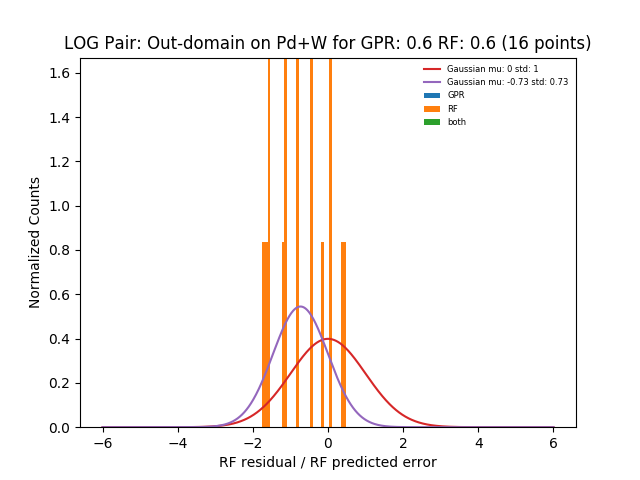 LOG Pair: Out-domain on Pd+W for GPR: 0.6 RF: 0.6 (16 points)
Gaussian mu: 0 std: 1
Gaussian mu: -0.73 std: 0.73
GPR
RF
both
Normalized Counts
1.6
1.4
1.2
1.0
0.8
0.6
0.4
0.2
0.0
−6 −4 −2 0 2 4 6
RF residual / RF predicted error